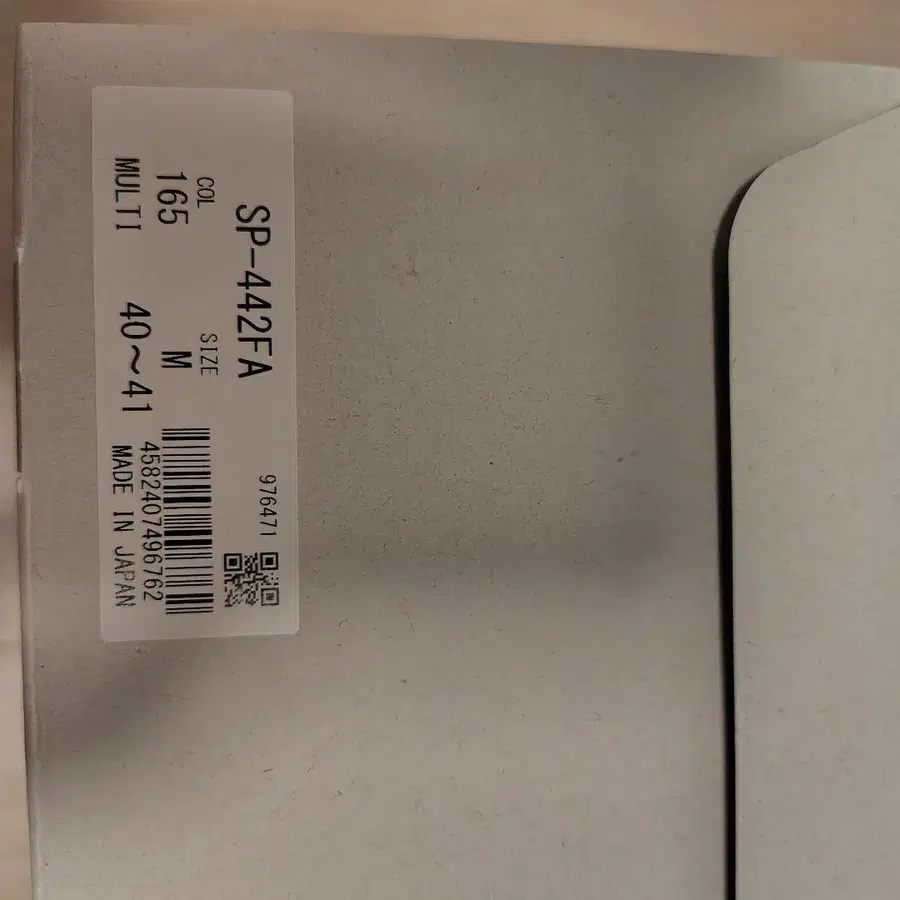 SP-442FA
976471
COL
SIZE
165
M
MULTI
40〜41
4582407496762
MADE IN JAPAN